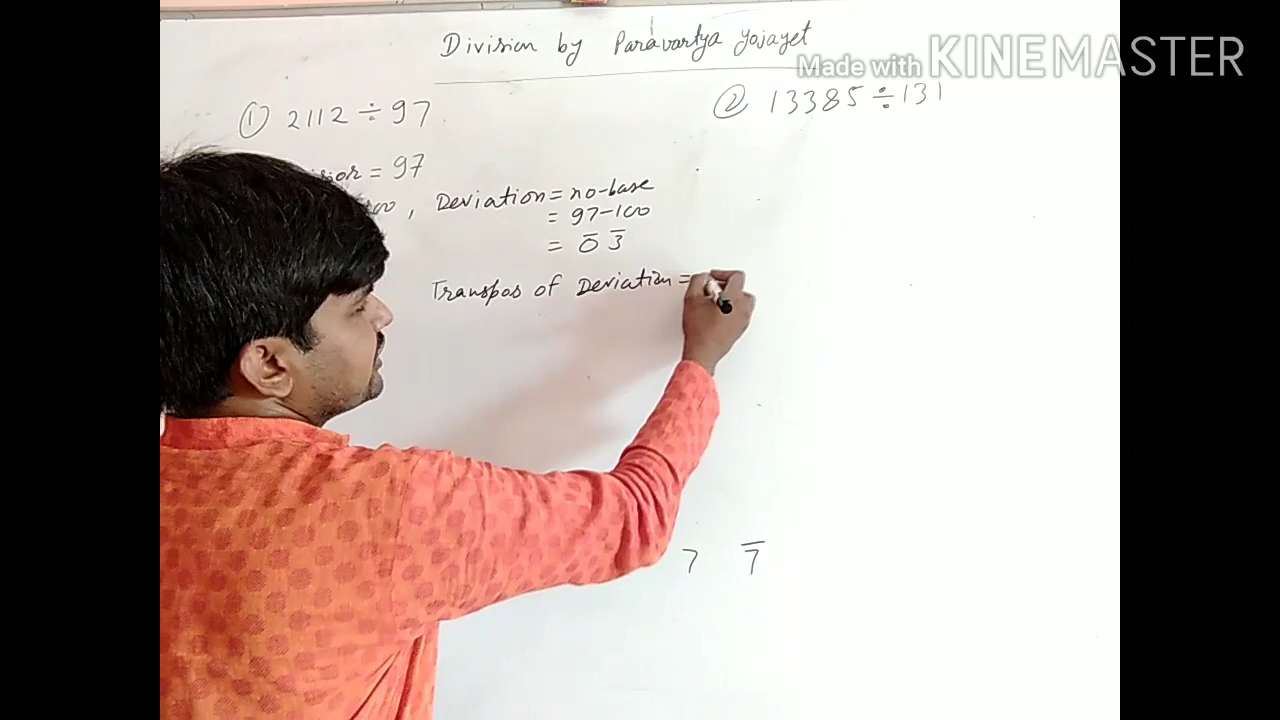 Division by Paravartya Yojayet
Made with KINEMASTER
① 2112 ÷ 97
② 13385 ÷ 131
= 97
, Deviation = no-base
= 97-100
= 0̅ 3̅
Transpos of Deviation =
7 7̅